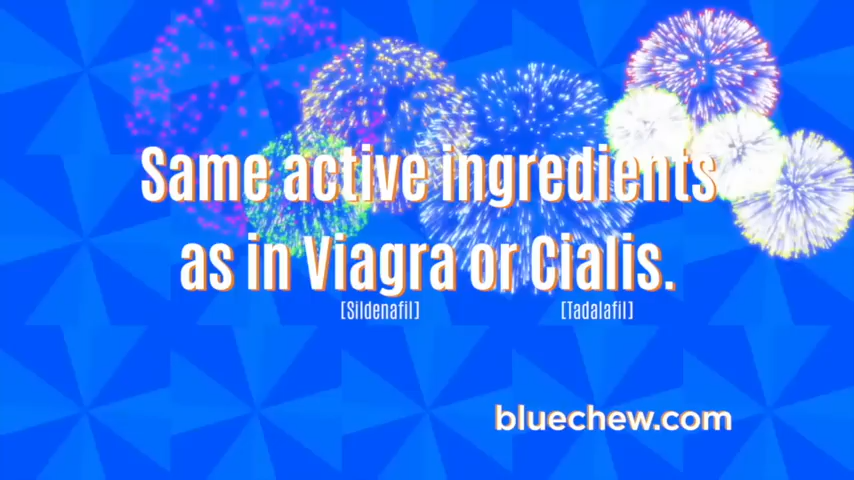 Same active ingredients
as in Viagra or Cialis.
[Sildenafil] [Tadalafil]
bluechew.com